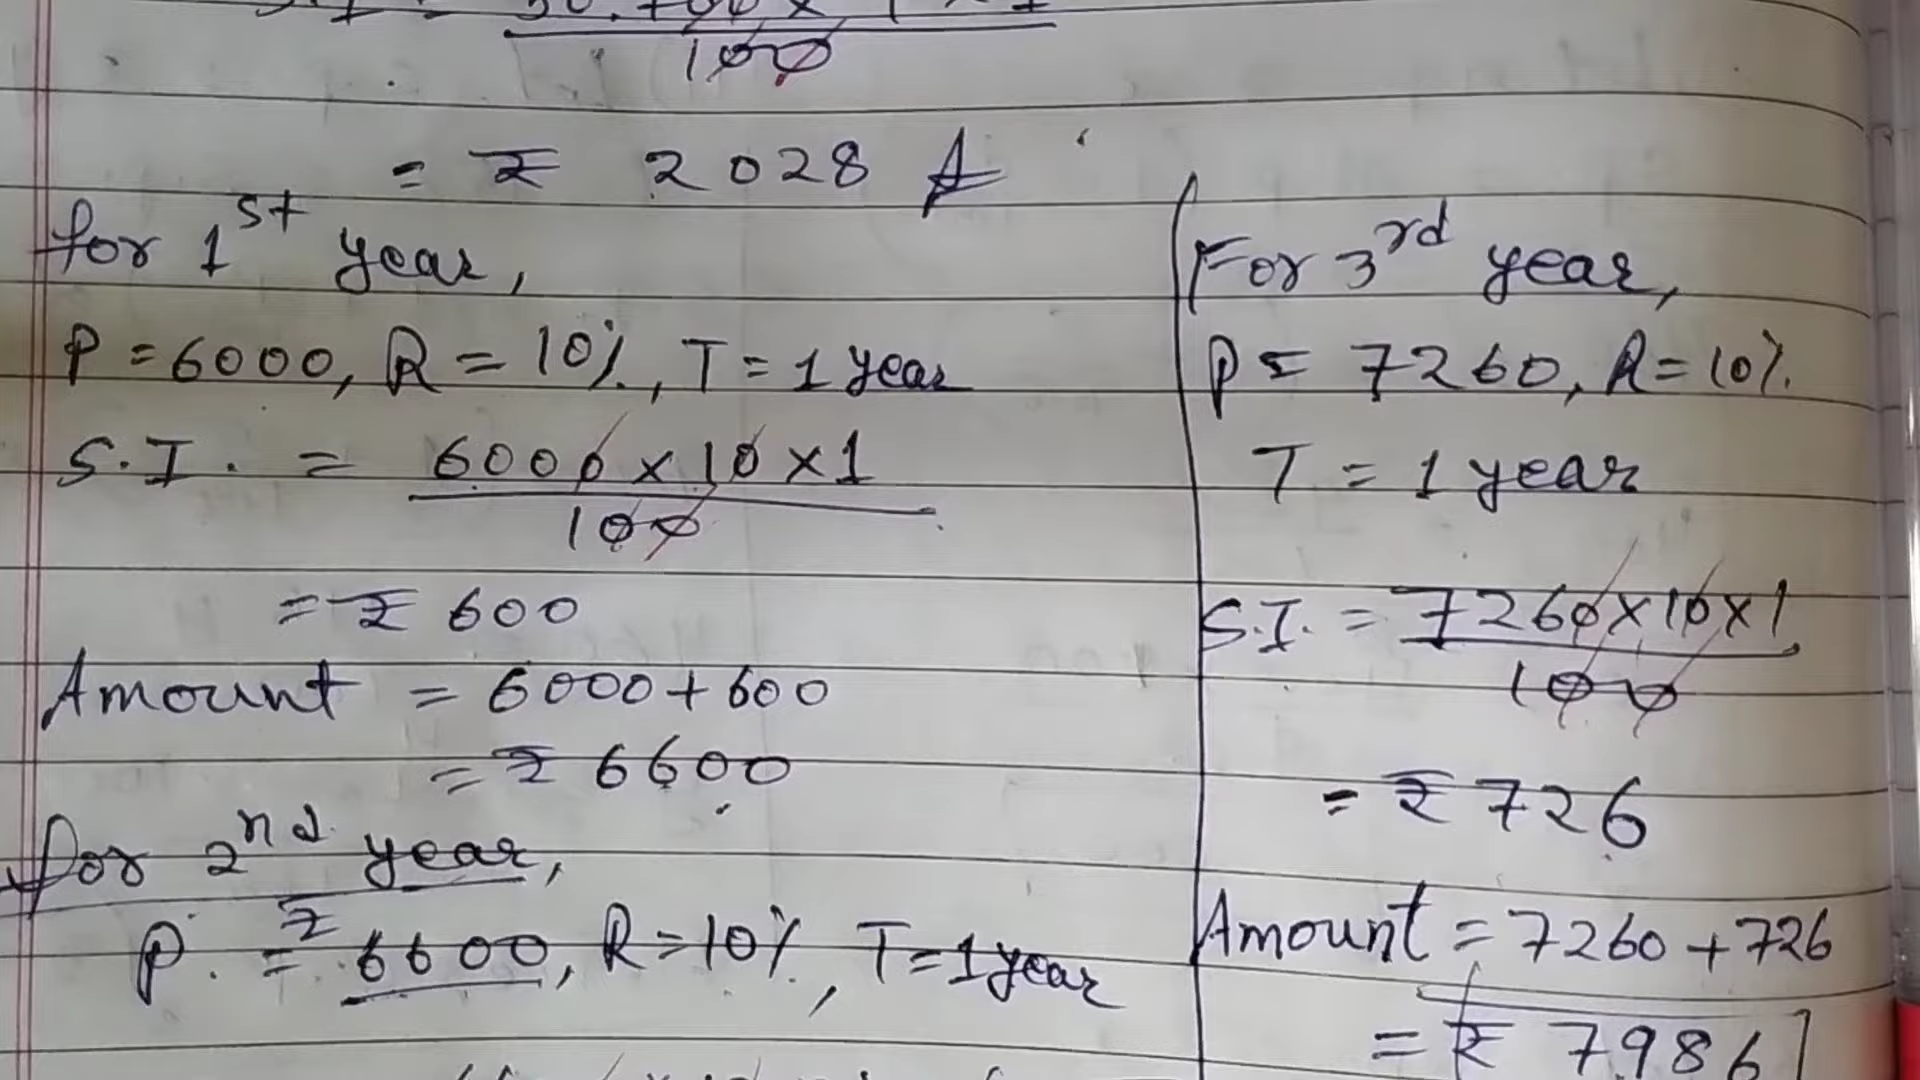 100
= ₹ 2028 A
for 1st year,
P = 6000, R = 10%, T = 1 year
S.I. = 6000 x 10 x 1
100
= ₹ 600
Amount = 6000 + 600
= ₹ 6600
for 2nd year,
P. = ₹ 6600, R = 10%, T = 1 year
For 3rd year,
P = 7260, R = 10%.
T = 1 year
S.I. = 7260 x 10 x 1
100
= ₹ 726
Amount = 7260 + 726
= ₹ 7986